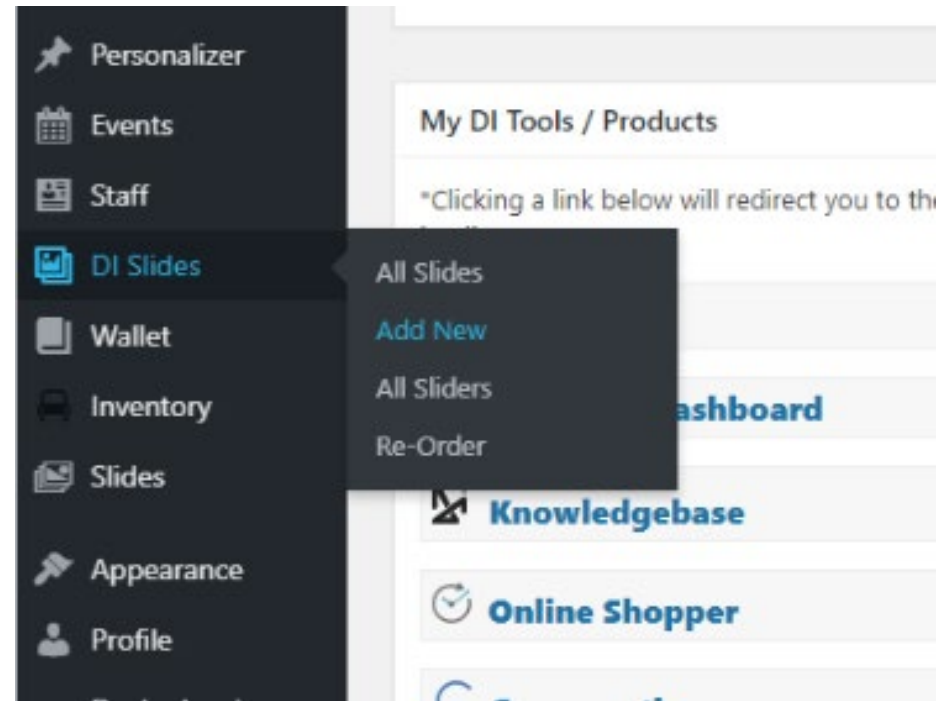 Personalizer
Events
Staff
DI Slides
Wallet
Inventory
Slides
Appearance
Profile
All Slides
Add New
All Sliders
Re-Order
My DI Tools / Products
*Clicking a link below will redirect you to the
ashboard
Knowledgebase
Online Shopper